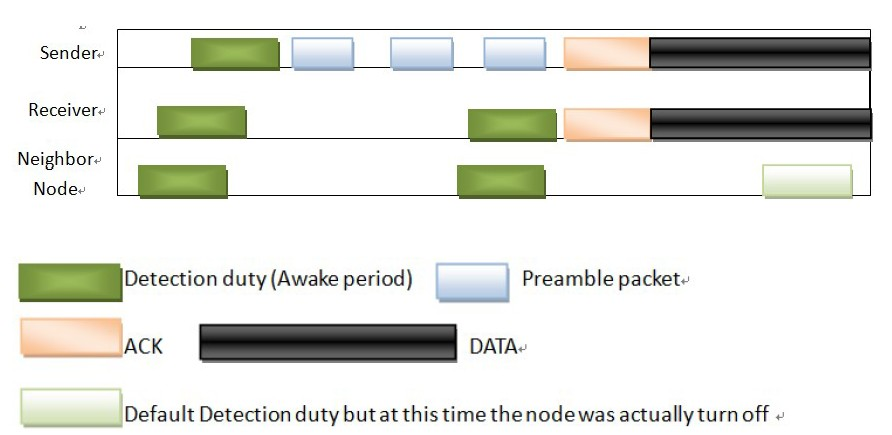 Sender
Receiver
Neighbor
Node
Detection duty (Awake period) Preamble packet
ACK DATA
Default Detection duty but at this time the node was actually turn off